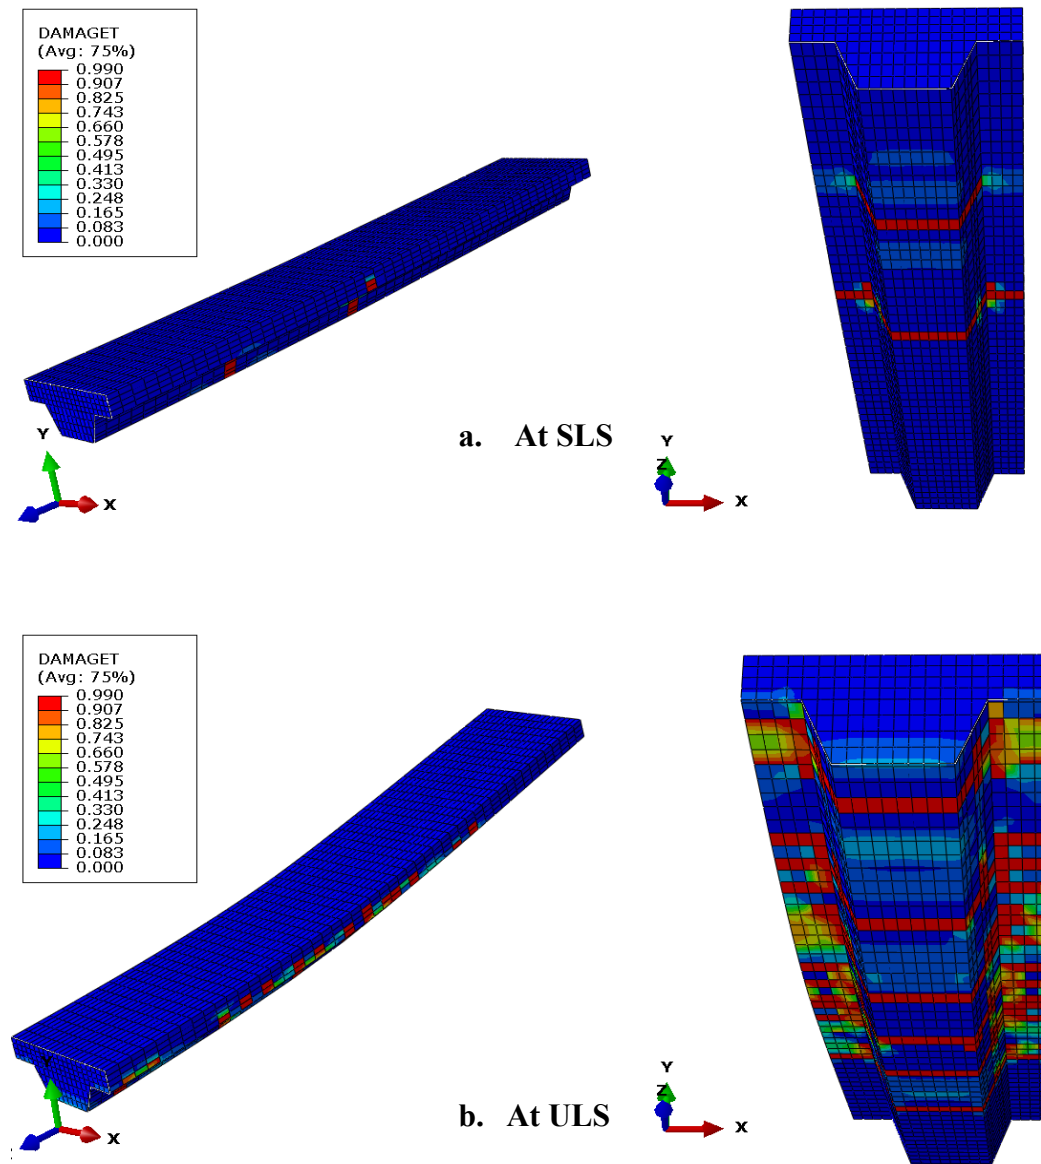 DAMAGET
(Avg: 75%)
0.990
0.907
0.825
0.743
0.660
0.578
0.495
0.413
0.330
0.248
0.165
0.083
0.000
Y
X
a. At SLS
Y
Z
X
DAMAGET
(Avg: 75%)
0.990
0.907
0.825
0.743
0.660
0.578
0.495
0.413
0.330
0.248
0.165
0.083
0.000
Y
X
b. At ULS
Y
Z
X